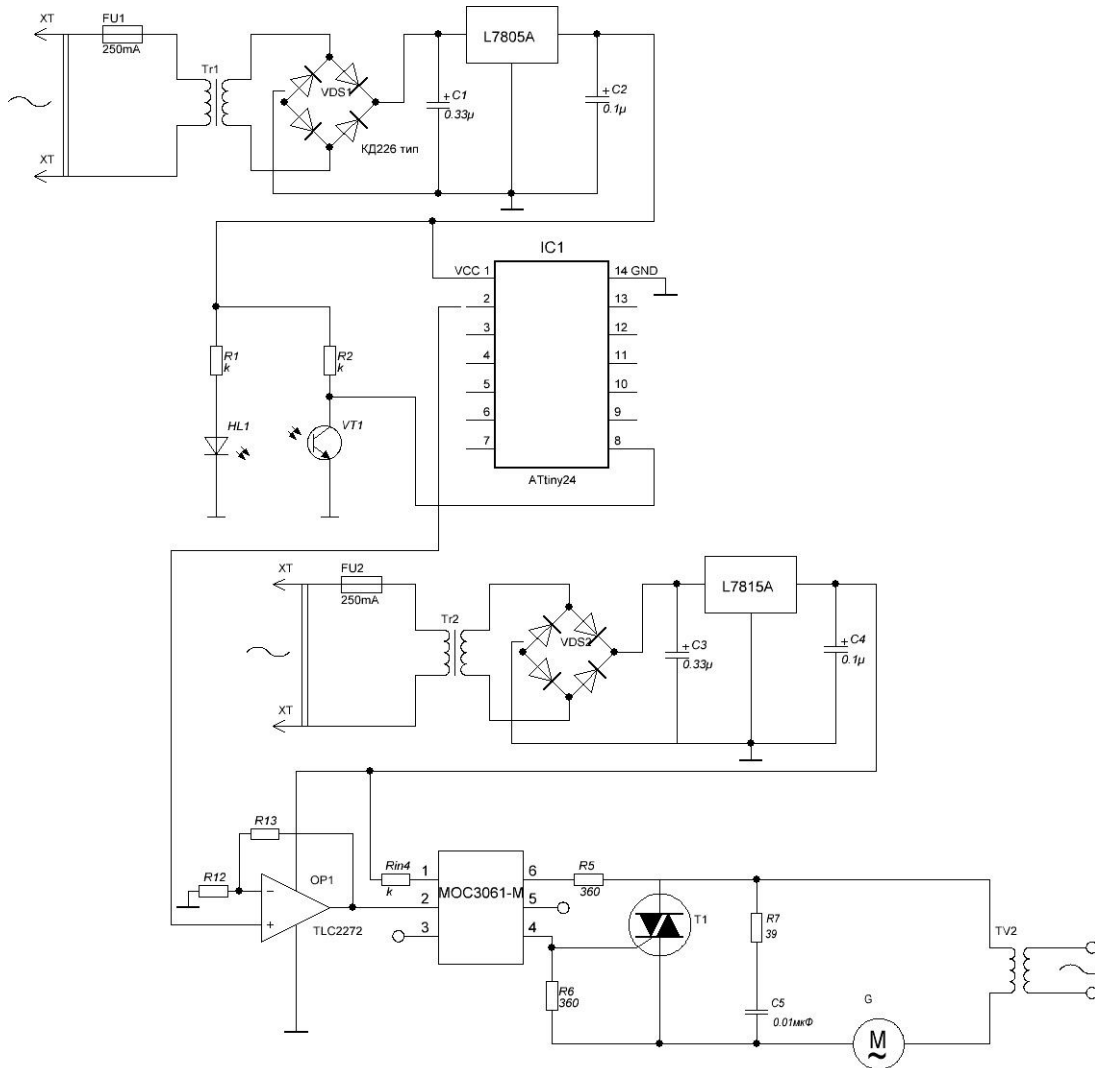 XT
FU1
250mA
L7805A
Tr1
VDS1
+ C1
0.33µ
+ C2
0.1µ
XT
КД226 тип
IC1
VCC 1
14 GND
2
13
3
12
4
11
5
10
6
9
7
8
ATtiny24
R1
k
R2
k
HL1
VT1
XT
FU2
250mA
L7815A
Tr2
VDS2
+ C3
0.33µ
+ C4
0.1µ
XT
R13
R12
OP1
−
+
TLC2272
Rin4
k
1
2
3
MOC3061-M
6
5
4
R5
360
T1
R7
39
TV2
R6
360
C5
0.01мкФ
G
M
~